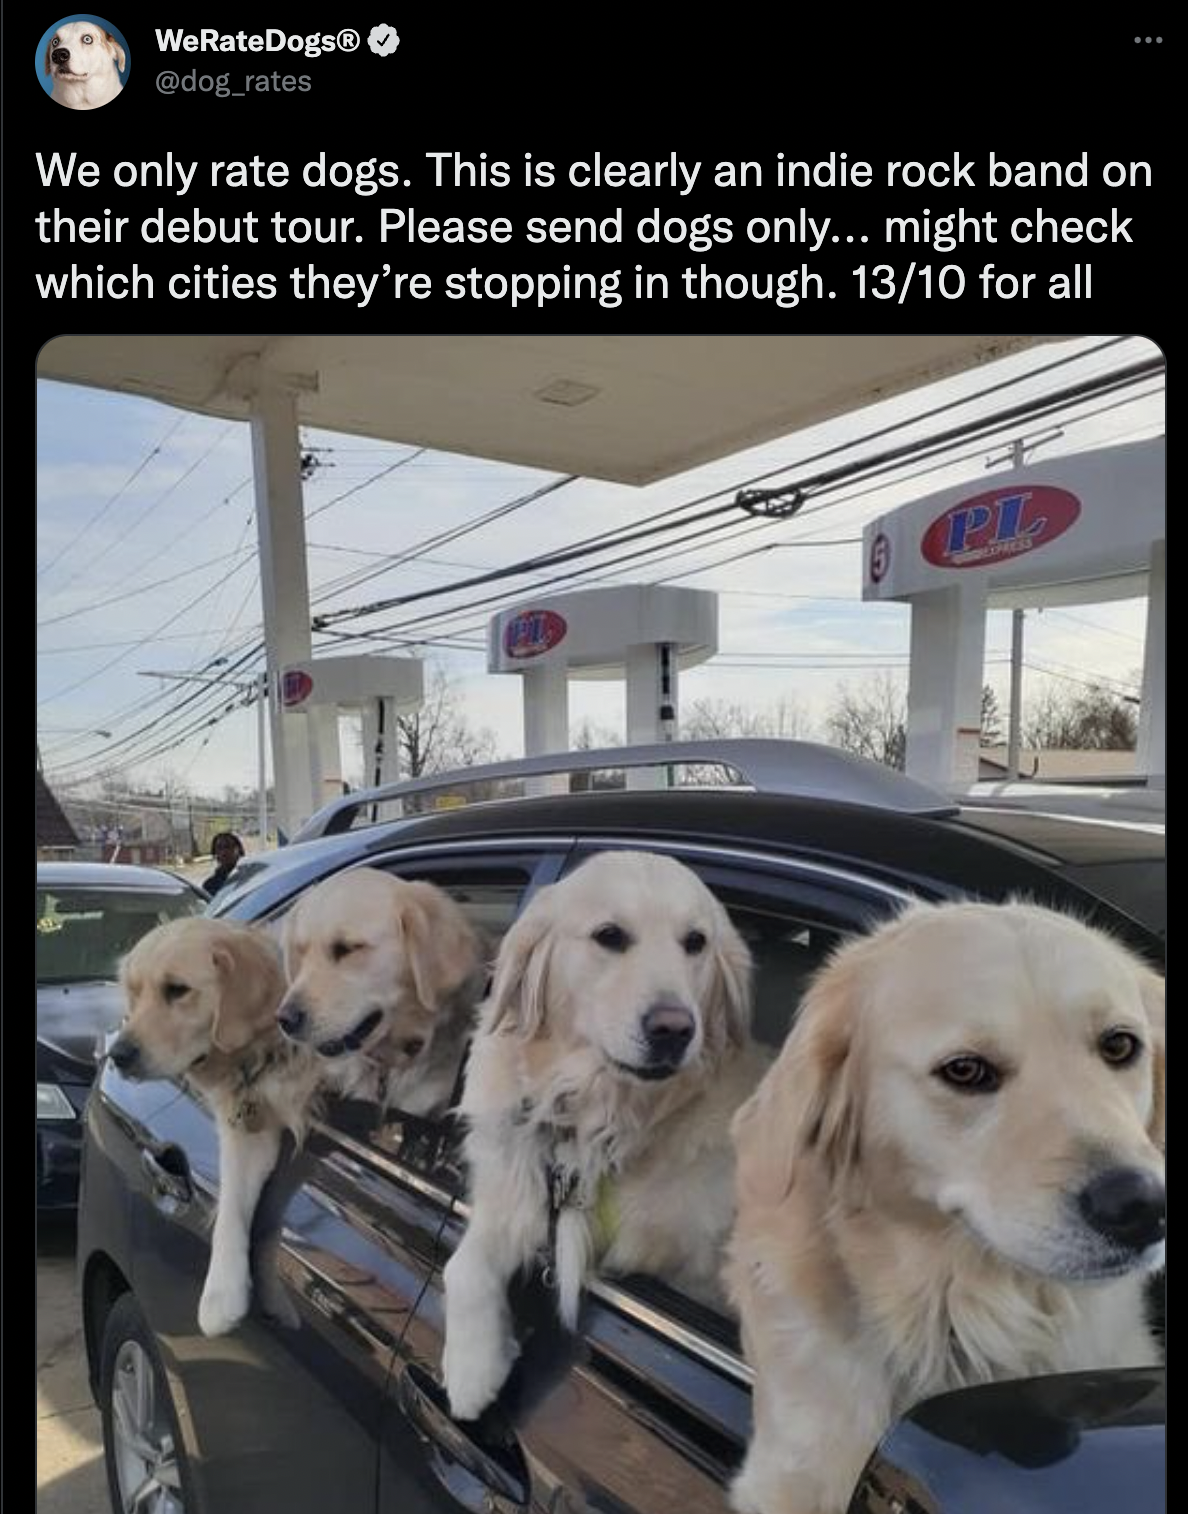 WeRateDogs®
@dog_rates
We only rate dogs. This is clearly an indie rock band on
their debut tour. Please send dogs only... might check
which cities they’re stopping in though. 13/10 for all
PL
EXPRESS
5
PL